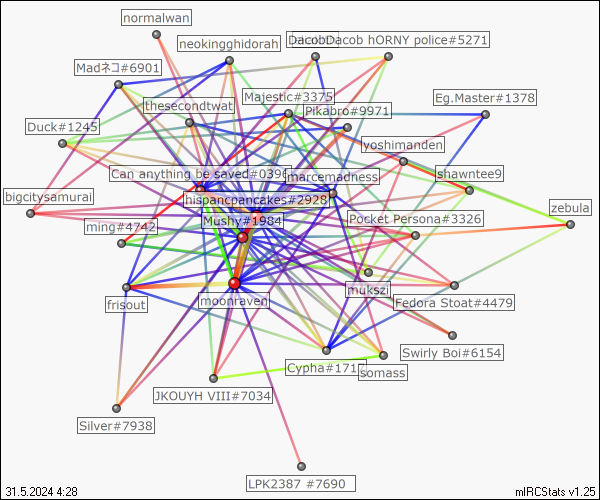 normalwan
neokingghidorah
DacobDacob hORNY police#5271
Madネコ#6901
Majestic#3375
Eg.Master#1378
thesecondtwat
Pikabro#9971
Duck#1245
yoshimanden
Can anything be saved#0396
marcemadness
shawntee9
bigcitysamurai
hispancpancakes#2928
zebula
ming#4742
Mushy#1984
Pocket Persona#3326
mukszi
frisout
moonraven
Fedora Stoat#4479
Swirly Boi#6154
Cypha#171
somass
JKOUYH VIII#7034
Silver#7938
LPK2387 #7690
31.5.2024 4:28
mIRCStats v1.25